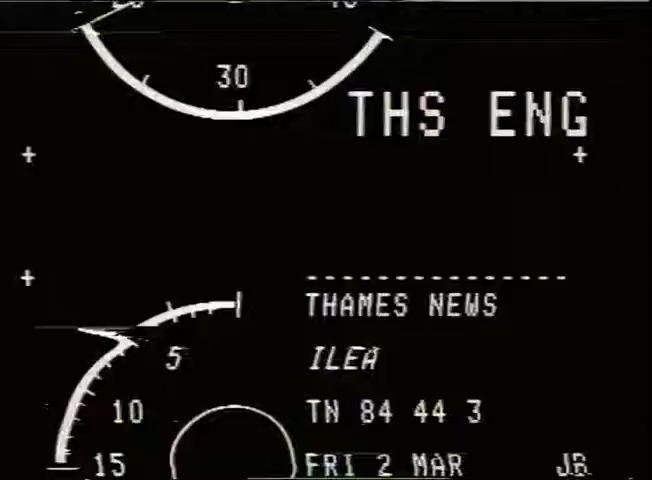 30
THS ENG
THAMES NEWS
5
ILEA
10
TN 84 44 3
15
FRI 2 MAR
JB